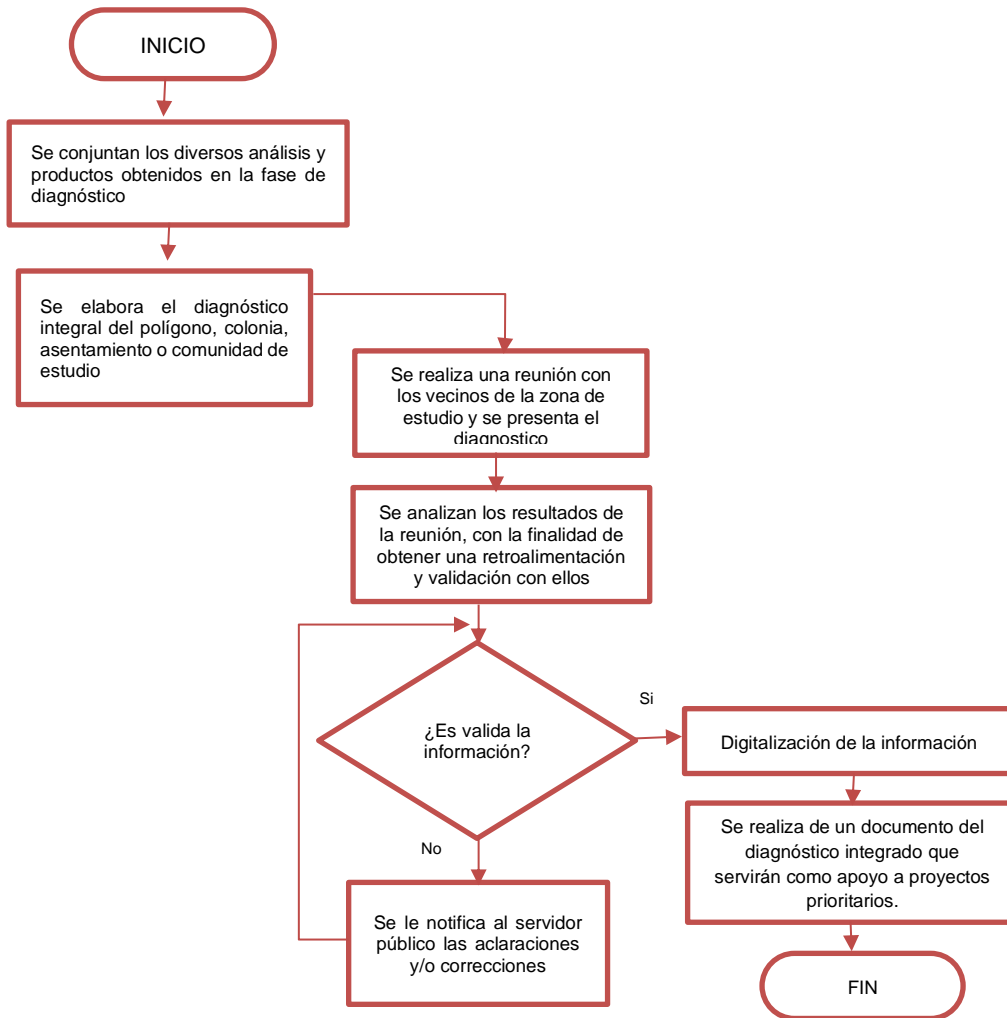 INICIO
Se conjuntan los diversos análisis y
productos obtenidos en la fase de
diagnóstico
Se elabora el diagnóstico
integral del polígono, colonia,
asentamiento o comunidad de
estudio
Se realiza una reunión con
los vecinos de la zona de
estudio y se presenta el
diagnostico
Se analizan los resultados de
la reunión, con la finalidad de
obtener una retroalimentación
y validación con ellos
¿Es valida la
información?
Si
Digitalización de la información
Se realiza de un documento del
diagnóstico integrado que
servirán como apoyo a proyectos
prioritarios.
No
Se le notifica al servidor
público las aclaraciones
y/o correcciones
FIN